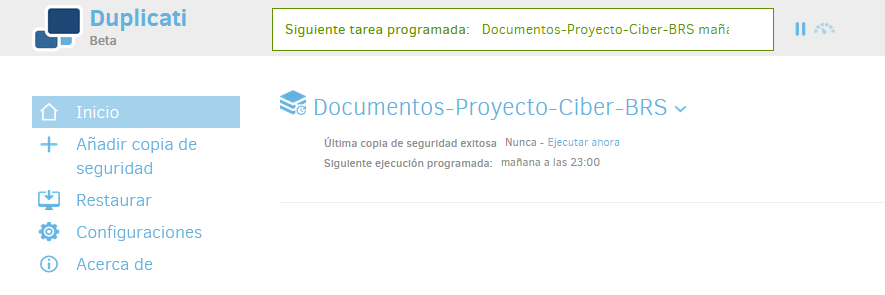 Duplicati
Beta
Siguiente tarea programada: Documentos-Proyecto-Ciber-BRS
Inicio
Añadir copia de
seguridad
Restaurar
Configuraciones
Acerca de
Documentos-Proyecto-Ciber-BRS
Última copia de seguridad exitosa Nunca - Ejecutar ahora
Siguiente ejecución programada: mañana a las 23:00